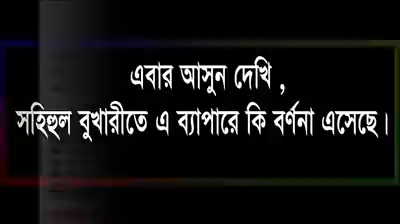 এবার আসুন দেখি ,
সহিহুল বুখারীতে এ ব্যাপারে কি বর্ণনা এসেছে।